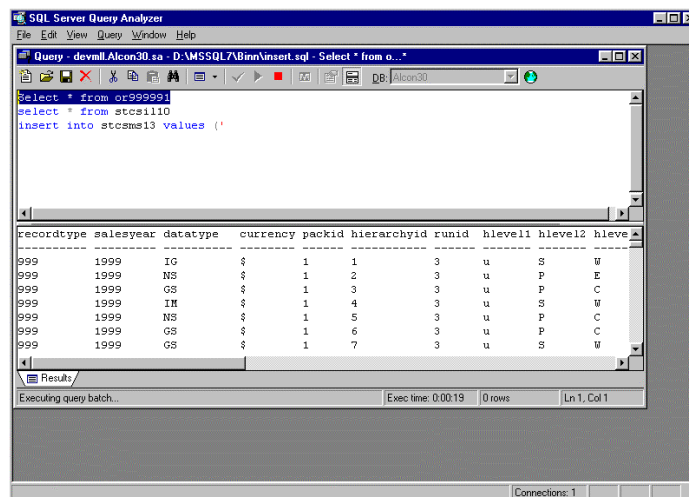 SQL Server Query Analyzer
File Edit View Query Window Help
Query - devmll.Alcon30.sa - D:\MSSQL7\Binn\insert.sql - Select * from o...*
DB: Alcon30
Select * from or999991
select * from stcsil10
insert into stcsms13 values ('
recordtype salesyear datatype currency packid hierarchyid runid hlevel1 hlevel2 hleve
---------- --------- -------- -------- ------ ----------- ----- ------- ------- -----
999 1999 IG $ 1 1 3 u S W
999 1999 NS $ 1 2 3 u P E
999 1999 GS $ 1 3 3 u P C
999 1999 IM $ 1 4 3 u S W
999 1999 NS $ 1 5 3 u P C
999 1999 GS $ 1 6 3 u P C
999 1999 GS $ 1 7 3 u S W
Results
Executing query batch... Exec time: 0:00:19 0 rows Ln 1, Col 1
Connections: 1